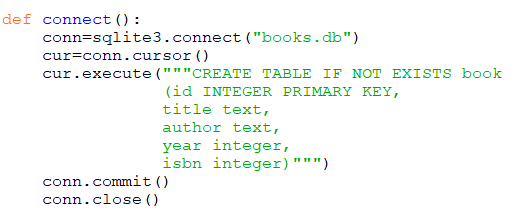 def connect():
    conn=sqlite3.connect("books.db")
    cur=conn.cursor()
    cur.execute("""CREATE TABLE IF NOT EXISTS book
                (id INTEGER PRIMARY KEY,
                title text,
                author text,
                year integer,
                isbn integer)""")
    conn.commit()
    conn.close()